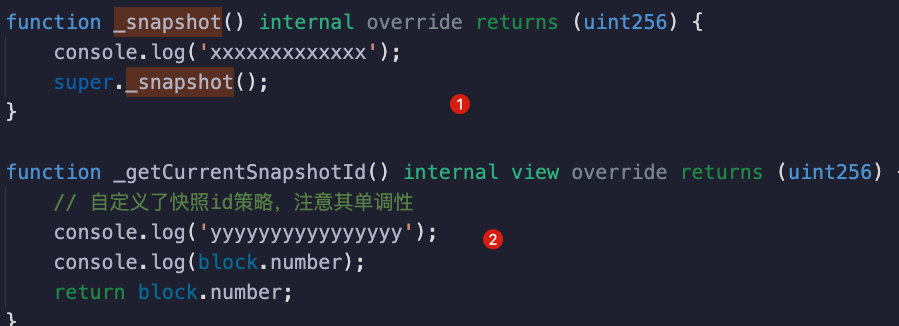 function _snapshot() internal override returns (uint256) {
console.log('xxxxxxxxxxxxx');
super._snapshot();
}
1
function _getCurrentSnapshotId() internal view override returns (uint256) {
// 自定义了快照id策略，注意其单调性
console.log('yyyyyyyyyyyyyyyy');
2
console.log(block.number);
return block.number;
}